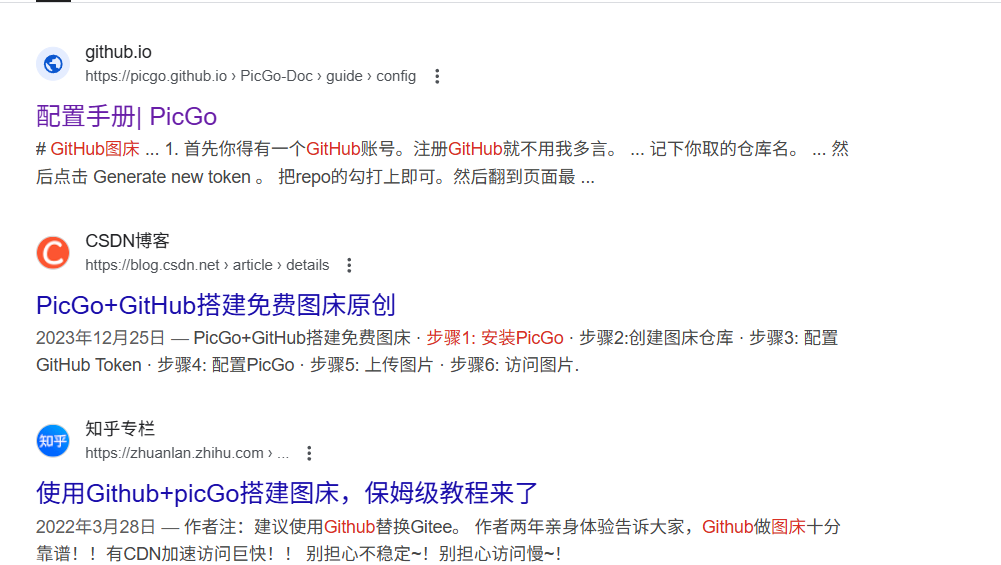 github.io
https://picgo.github.io › PicGo-Doc › guide › config
配置手册| PicGo
# GitHub图床 ... 1. 首先你得有一个GitHub账号。注册GitHub就不用我多言。 ... 记下你取的仓库名。 ... 然
后点击 Generate new token 。 把repo的勾打上即可。然后翻到页面最 ...
C
CSDN博客
https://blog.csdn.net › article › details
PicGo+GitHub搭建免费图床原创
2023年12月25日 — PicGo+GitHub搭建免费图床 · 步骤1: 安装PicGo · 步骤2:创建图床仓库 · 步骤3: 配置
GitHub Token · 步骤4: 配置PicGo · 步骤5: 上传图片 · 步骤6: 访问图片.
知乎
知乎专栏
https://zhuanlan.zhihu.com › ...
使用Github+picGo搭建图床，保姆级教程来了
2022年3月28日 — 作者注：建议使用Github替换Gitee。 作者两年亲身体验告诉大家，Github做图床十分
靠谱！！有CDN加速访问巨快！！ 别担心不稳定~！别担心访问慢~！